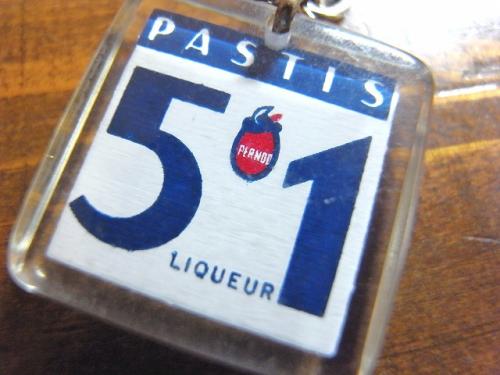 PASTIS
51
PERNOD
LIQUEUR